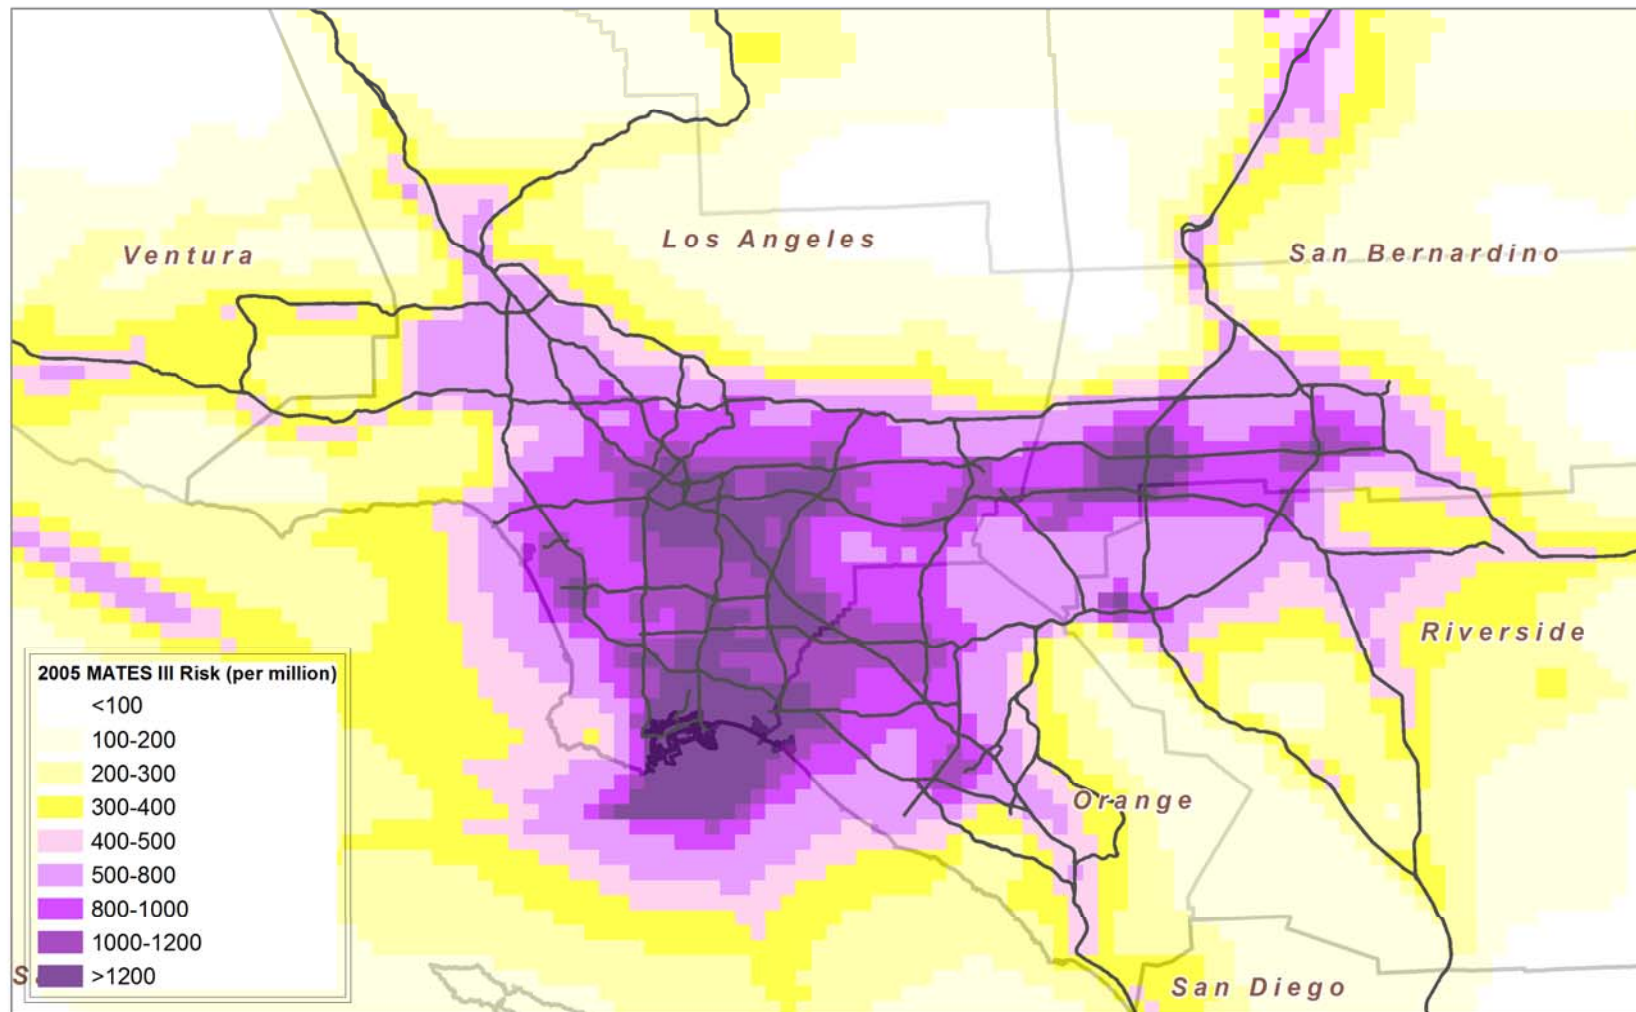 Ventura
Los Angeles
San Bernardino
Riverside
Orange
San Diego
2005 MATES III Risk (per million)
<100
100-200
200-300
300-400
400-500
500-800
800-1000
1000-1200
>1200